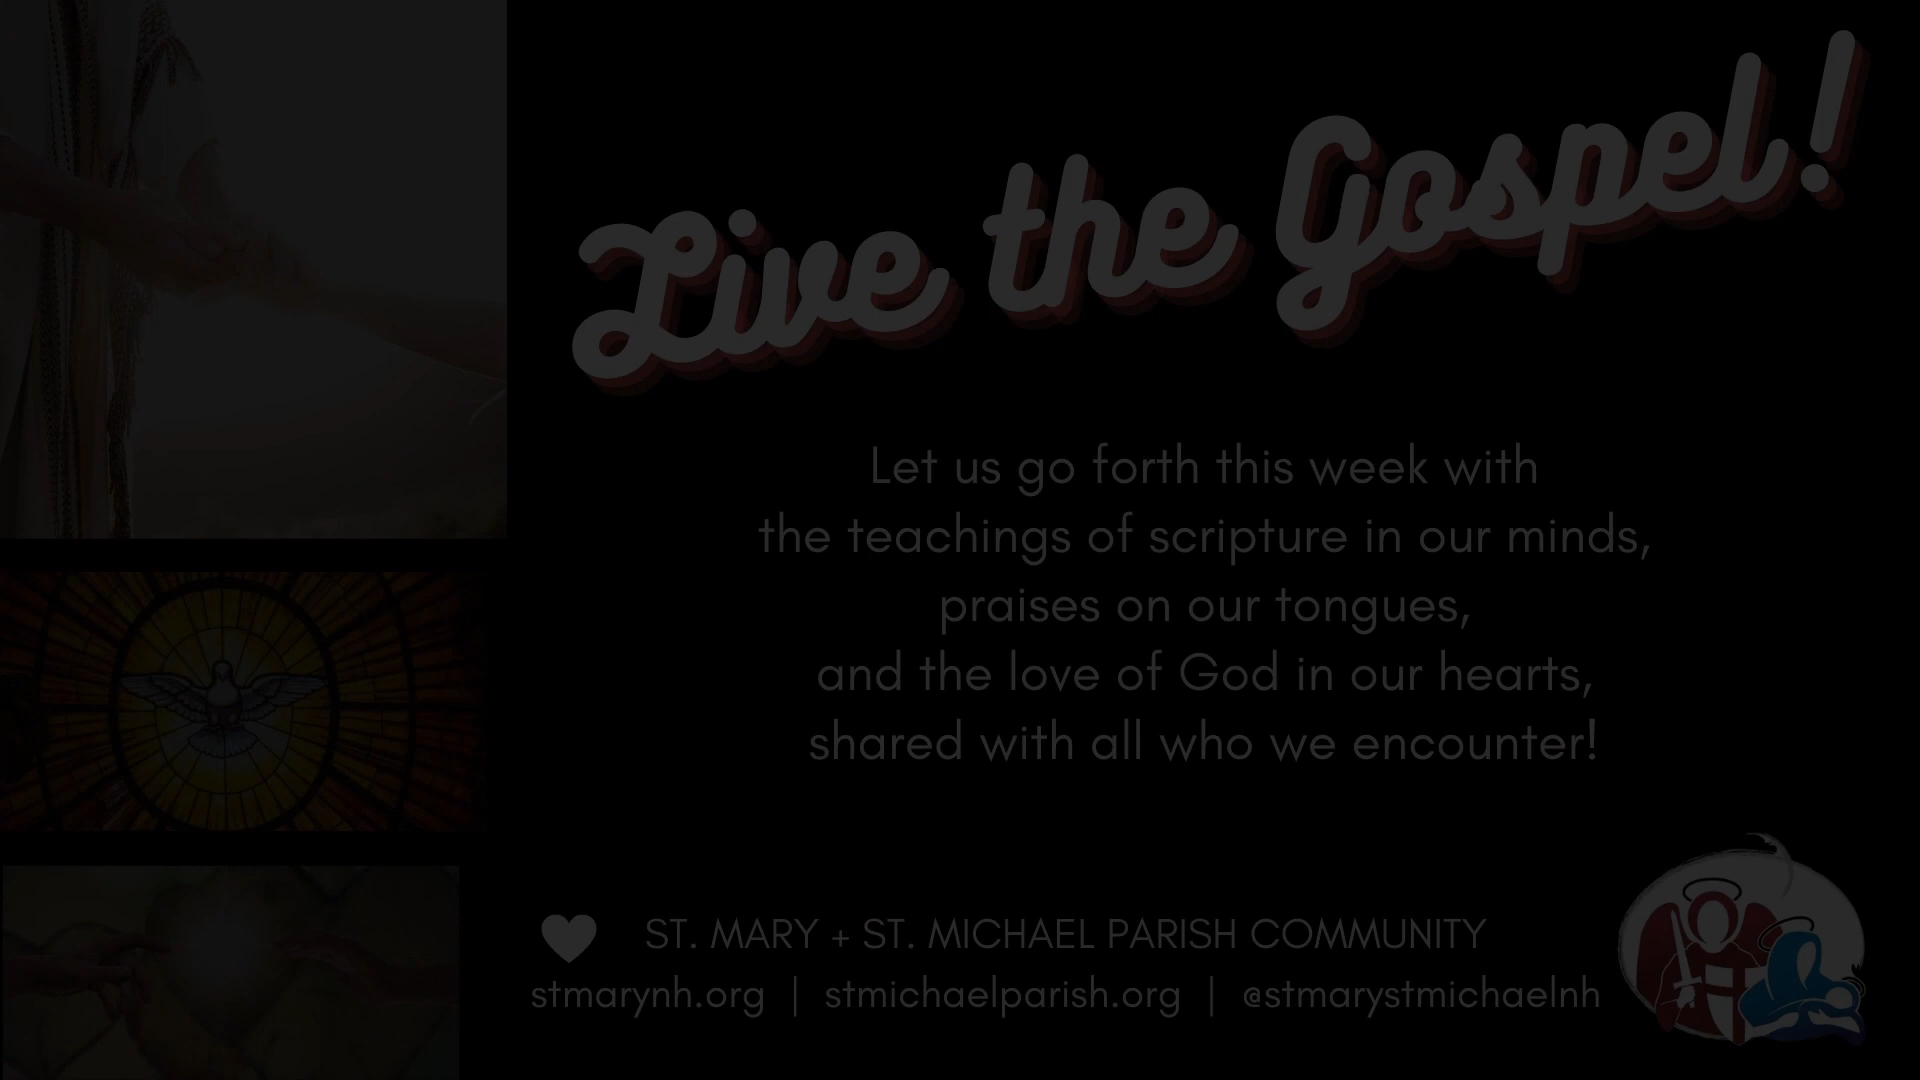 Live the Gospel!
Let us go forth this week with
the teachings of scripture in our minds,
praises on our tongues,
and the love of God in our hearts,
shared with all who we encounter!
ST. MARY + ST. MICHAEL PARISH COMMUNITY
stmarynh.org | stmichaelparish.org | @stmarystmichaelnh